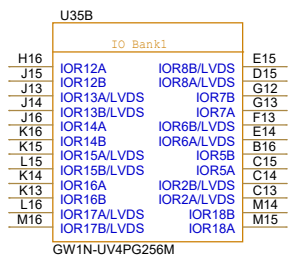 U35B
IO Bank1
H16 IOR12A IOR8B/LVDS E15
J15 IOR12B IOR8A/LVDS D15
J13 IOR13A/LVDS IOR7B G12
J14 IOR13B/LVDS IOR7A G13
J16 IOR14A IOR6B/LVDS F13
K16 IOR14B IOR6A/LVDS E14
K15 IOR15A/LVDS IOR5B B16
L15 IOR15B/LVDS IOR5A C15
K14 IOR16A IOR2B/LVDS C14
K13 IOR16B IOR2A/LVDS C13
L16 IOR17A/LVDS IOR18B M14
M16 IOR17B/LVDS IOR18A M15
GW1N-UV4PG256M